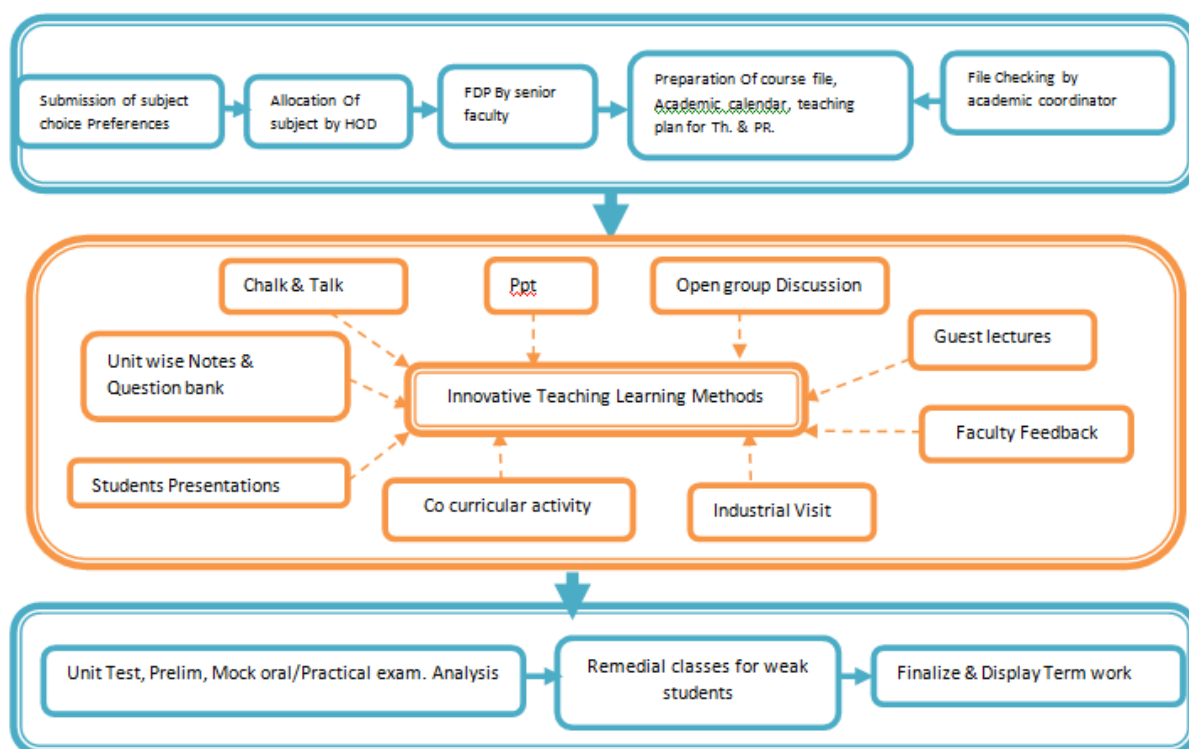 Submission of subject
choice Preferences
Allocation Of
subject by HOD
FDP By senior
faculty
Preparation Of course file,
Academic calendar, teaching
plan for Th. & PR.
File Checking by
academic coordinator
Chalk & Talk
Ppt
Open group Discussion
Guest lectures
Unit wise Notes &
Question bank
Innovative Teaching Learning Methods
Faculty Feedback
Students Presentations
Co curricular activity
Industrial Visit
Unit Test, Prelim, Mock oral/Practical exam. Analysis
Remedial classes for weak
students
Finalize & Display Term work